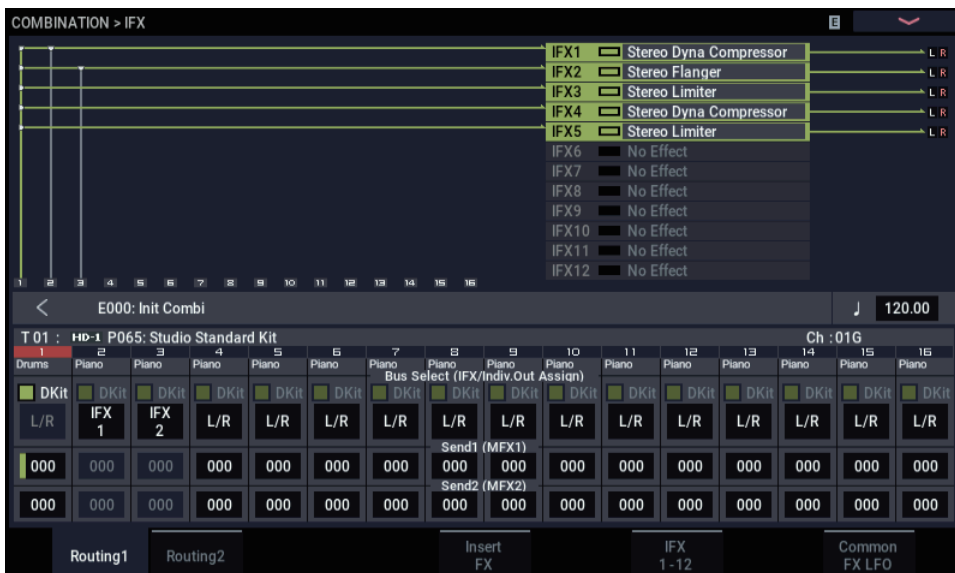 COMBINATION > IFX E
IFX1 Stereo Dyna Compressor L R
IFX2 Stereo Flanger L R
IFX3 Stereo Limiter L R
IFX4 Stereo Dyna Compressor L R
IFX5 Stereo Limiter L R
IFX6 No Effect
IFX7 No Effect
IFX8 No Effect
IFX9 No Effect
IFX10 No Effect
IFX11 No Effect
IFX12 No Effect
1 2 3 4 5 6 7 8 9 10 11 12 13 14 15 16
< E000: Init Combi ♩ 120.00
T 01 : HD-1 P065: Studio Standard Kit Ch : 01G
1 2 3 4 5 6 7 8 9 10 11 12 13 14 15 16
Drums Piano Piano Piano Piano Piano Piano Piano Piano Piano Piano Piano Piano Piano Piano Piano
Bus Select (IFX/Indiv.Out Assign)
DKit DKit DKit DKit DKit DKit DKit DKit DKit DKit DKit DKit DKit DKit DKit DKit
L/R IFX 1 IFX 2 L/R L/R L/R L/R L/R L/R L/R L/R L/R L/R L/R L/R L/R
Send1 (MFX1)
000 000 000 000 000 000 000 000 000 000 000 000 000 000 000 000
Send2 (MFX2)
000 000 000 000 000 000 000 000 000 000 000 000 000 000 000 000
Routing1 Routing2 Insert FX IFX 1-12 Common FX LFO